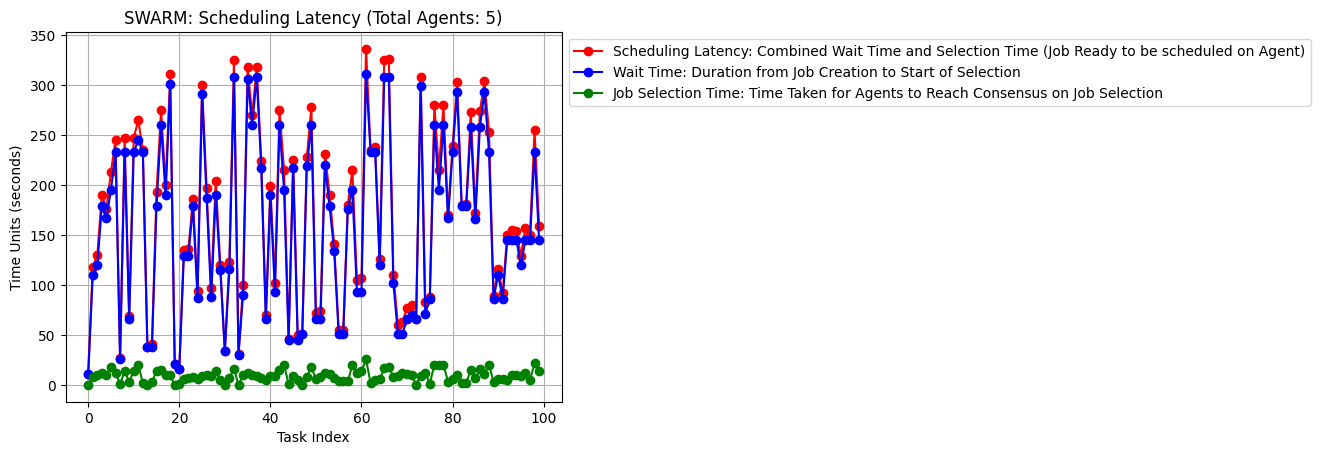 SWARM: Scheduling Latency (Total Agents: 5)
Scheduling Latency: Combined Wait Time and Selection Time (Job Ready to be scheduled on Agent)
Wait Time: Duration from Job Creation to Start of Selection
Job Selection Time: Time Taken for Agents to Reach Consensus on Job Selection
Time Units (seconds)
350
300
250
200
150
100
50
0
0 20 40 60 80 100
Task Index